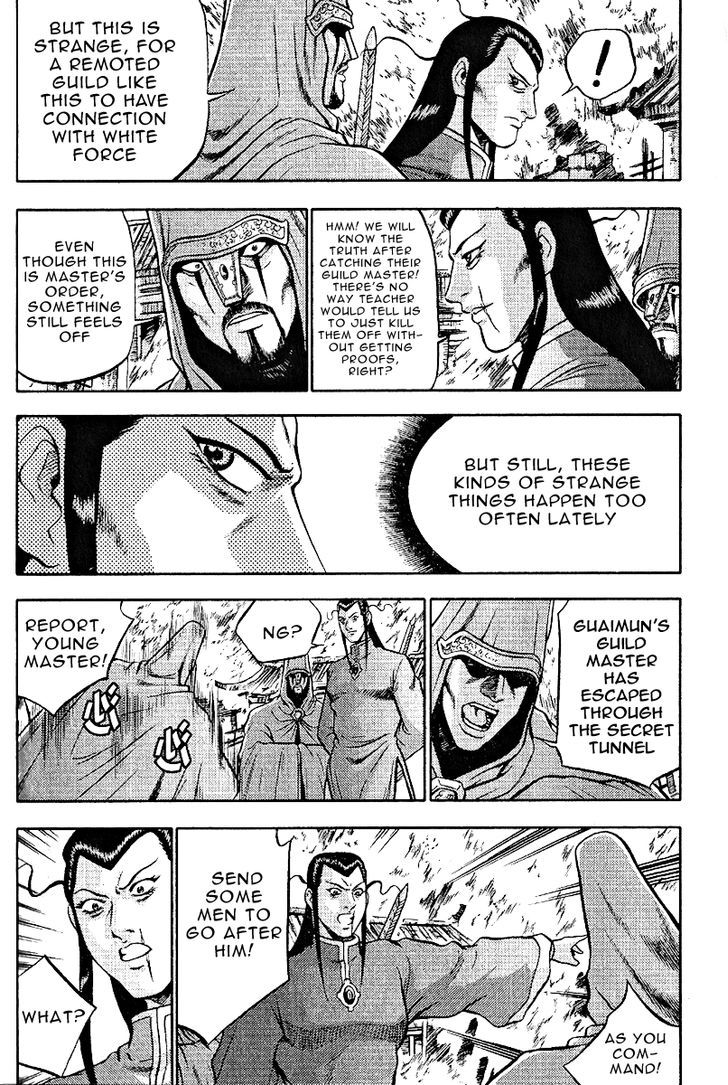 BUT THIS IS
STRANGE, FOR
A REMOTED
GUILD LIKE
THIS TO HAVE
CONNECTION
WITH WHITE
FORCE
!
EVEN
THOUGH THIS
IS MASTER'S
ORDER,
SOMETHING
STILL FEELS
OFF
HMM! WE WILL
KNOW THE
TRUTH AFTER
CATCHING THEIR
GUILD MASTER!
THERE'S NO
WAY TEACHER
WOULD TELL US
TO JUST KILL
THEM OFF WITH-
OUT GETTING
PROOFS,
RIGHT?
BUT STILL, THESE
KINDS OF STRANGE
THINGS HAPPEN TOO
OFTEN LATELY
REPORT,
YOUNG
MASTER!
NG?
GUAIMUN'S
GUILD
MASTER
HAS
ESCAPED
THROUGH
THE SECRET
TUNNEL
WHAT?
SEND
SOME
MEN TO
GO AFTER
HIM!
AS YOU
COM-
MAND!